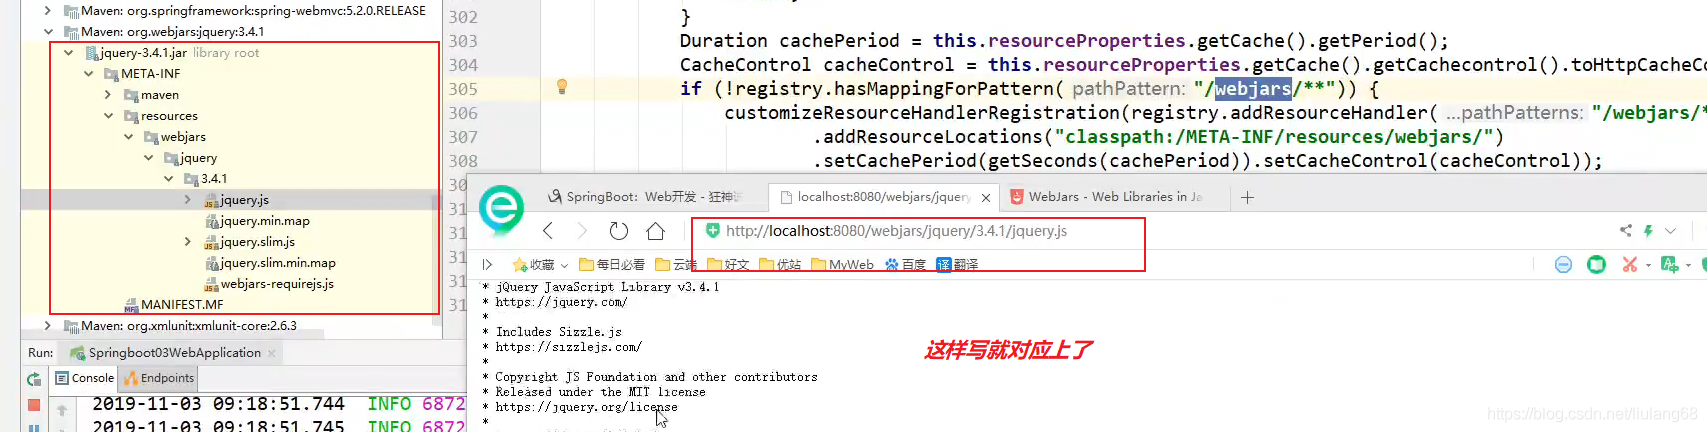 Maven: org.springframework:spring-webmvc:5.2.0.RELEASE
Maven: org.webjars:jquery:3.4.1
jquery-3.4.1.jar library root
META-INF
maven
resources
webjars
jquery
3.4.1
jquery.js
jquery.min.map
jquery.slim.js
jquery.slim.min.map
webjars-requirejs.js
MANIFEST.MF
Maven: org.xmlunit:xmlunit-core:2.6.3
Run: Springboot03WebApplication
Console Endpoints
2019-11-03 09:18:51.744 INFO 6872
2019-11-03 09:18:51.745 INFO 6872
302 }
303 Duration cachePeriod = this.resourceProperties.getCache().getPeriod();
304 CacheControl cacheControl = this.resourceProperties.getCache().getCachecontrol().toHttpCacheCo
305 if (!registry.hasMappingForPattern( pathPattern: "/webjars/**")) {
306 customizeResourceHandlerRegistration(registry.addResourceHandler( ...pathPatterns: "/webjars/*
307 .addResourceLocations("classpath:/META-INF/resources/webjars/")
308 .setCachePeriod(getSeconds(cachePeriod)).setCacheControl(cacheControl));
SpringBoot：Web开发 - 狂神 localhost:8080/webjars/jquery WebJars - Web Libraries in Ja
http://localhost:8080/webjars/jquery/3.4.1/jquery.js
收藏 每日必看 云端 好文 优站 MyWeb 百度 译 翻译
* jQuery JavaScript Library v3.4.1
* https://jquery.com/
*
* Includes Sizzle.js
* https://sizzlejs.com/
*
* Copyright JS Foundation and other contributors
* Released under the MIT license
* https://jquery.org/license
*
这样写就对应上了
https://blog.csdn.net/liulang68